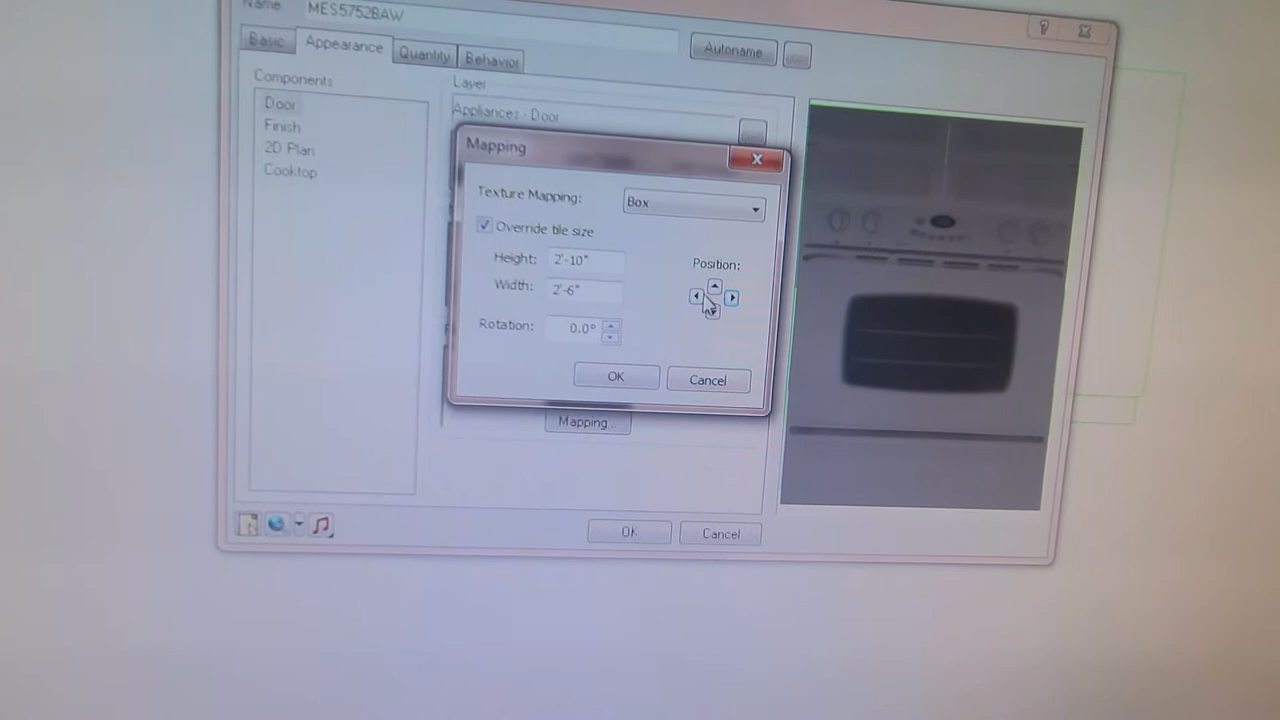 Name: MES5752BAW
Autoname ...
Basic Appearance Quantity Behavior
Components Layer
Door
Finish
2D Plan
Cooktop
Appliances - Door
Mapping
Texture Mapping: Box
Override tile size
Height: 2'-10"
Width: 2'-6"
Position:
Rotation: 0.0°
OK Cancel
Mapping...
OK Cancel